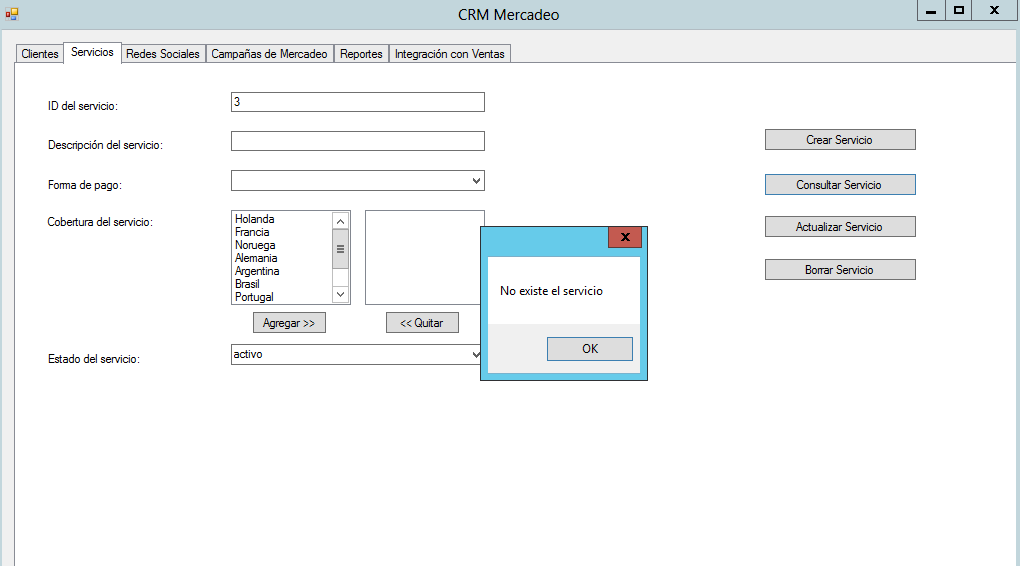 CRM Mercadeo
Clientes Servicios Redes Sociales Campañas de Mercadeo Reportes Integración con Ventas
ID del servicio: 3
Descripción del servicio:
Forma de pago:
Cobertura del servicio:
Holanda
Francia
Noruega
Alemania
Argentina
Brasil
Portugal
Agregar >> << Quitar
Estado del servicio: activo
Crear Servicio
Consultar Servicio
Actualizar Servicio
Borrar Servicio
No existe el servicio
OK